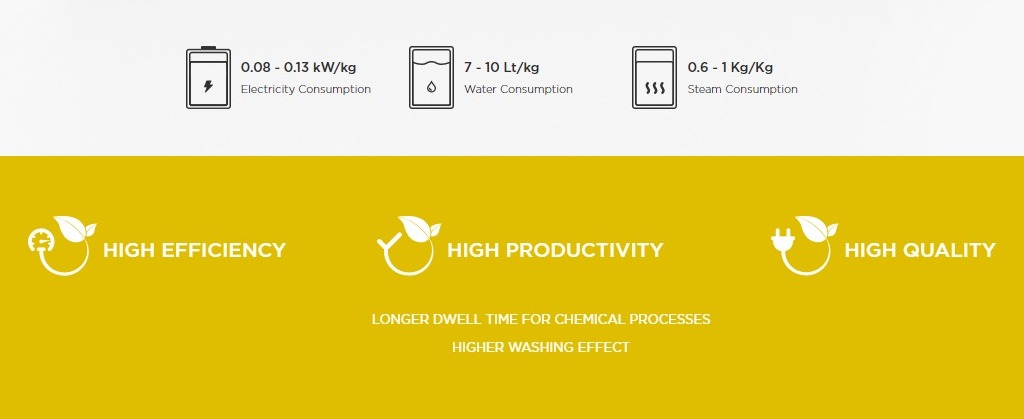 0.08 - 0.13 kW/kg
Electricity Consumption
7 - 10 Lt/kg
Water Consumption
0.6 - 1 Kg/Kg
Steam Consumption
HIGH EFFICIENCY
HIGH PRODUCTIVITY
HIGH QUALITY
LONGER DWELL TIME FOR CHEMICAL PROCESSES
HIGHER WASHING EFFECT